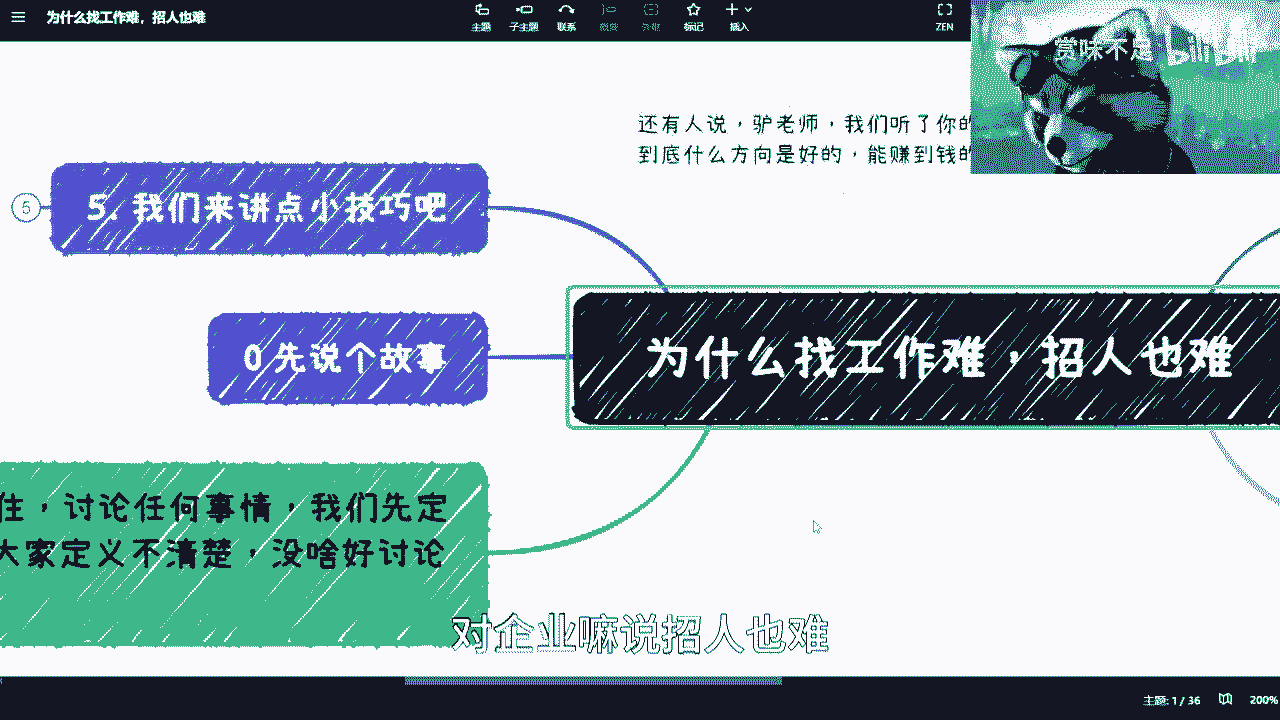 为什么找工作难，招人也难
主题
子主题
联系
概要
外框
标记
插入
ZEN
赏味不足 bilibili
还有人说，驴老师，我们听了你的
到底什么方向是好的，能赚到钱的
5
5. 我们来讲点小技巧吧
0 先说个故事
为什么找工作难，招人也难
住，讨论任何事情，我们先定
大家定义不清楚，没啥好讨论
对企业嘛说招人也难
主题: 1 / 36
200%